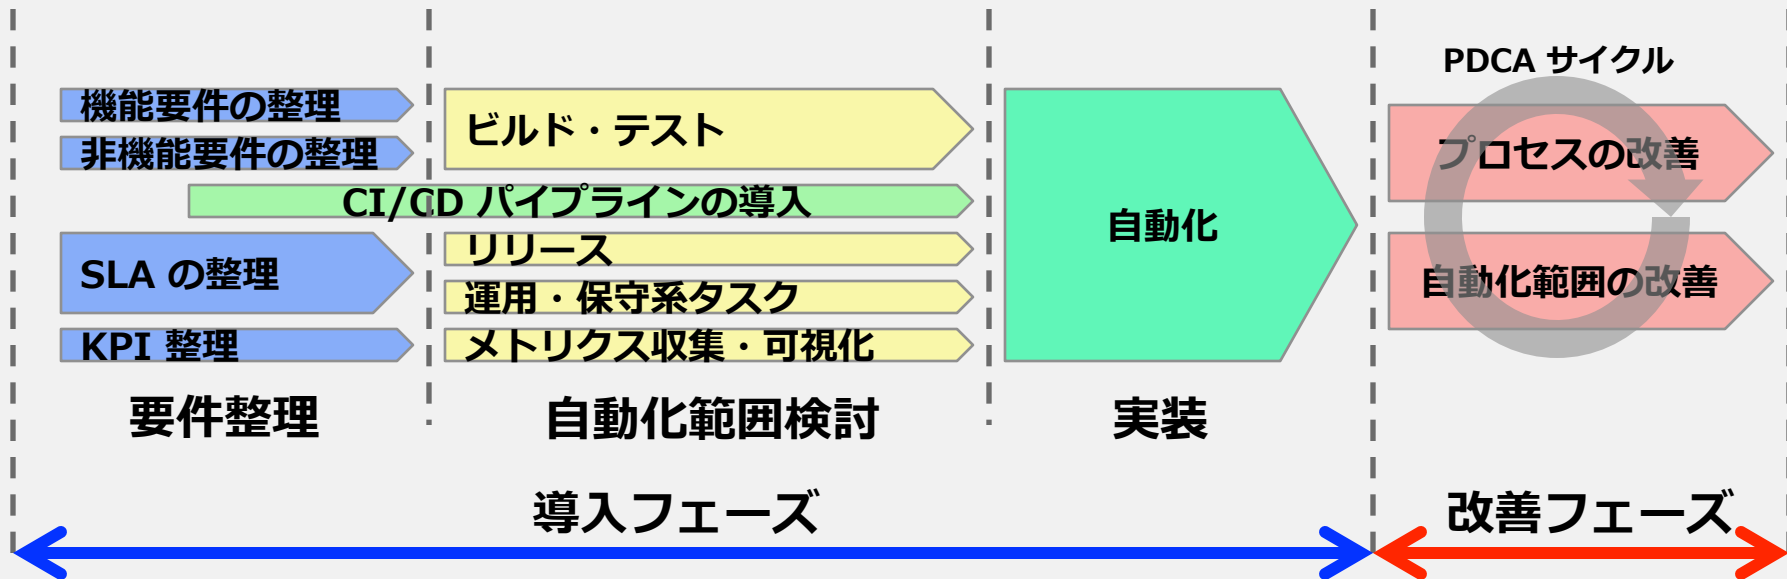 PDCA サイクル
機能要件の整理
非機能要件の整理
ビルド・テスト
CI/CD パイプラインの導入
SLA の整理
KPI 整理
リリース
運用・保守系タスク
メトリクス収集・可視化
自動化
プロセスの改善
自動化範囲の改善
要件整理
自動化範囲検討
実装
導入フェーズ
改善フェーズ